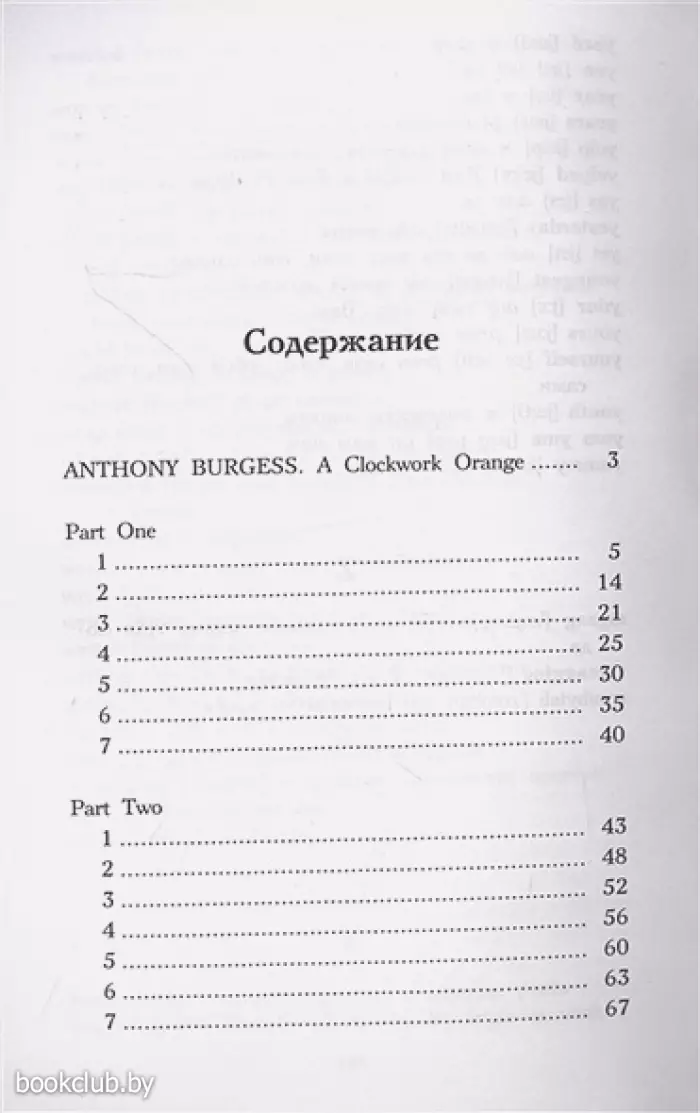 Содержание
ANTHONY BURGESS. A Clockwork Orange ....... 3
Part One
1 ........ 5
2 ........ 14
3 ........ 21
4 ........ 25
5 ........ 30
6 ........ 35
7 ........ 40
Part Two
1 ........ 43
2 ........ 48
3 ........ 52
4 ........ 56
5 ........ 60
6 ........ 63
7 ........ 67
bookclub.by